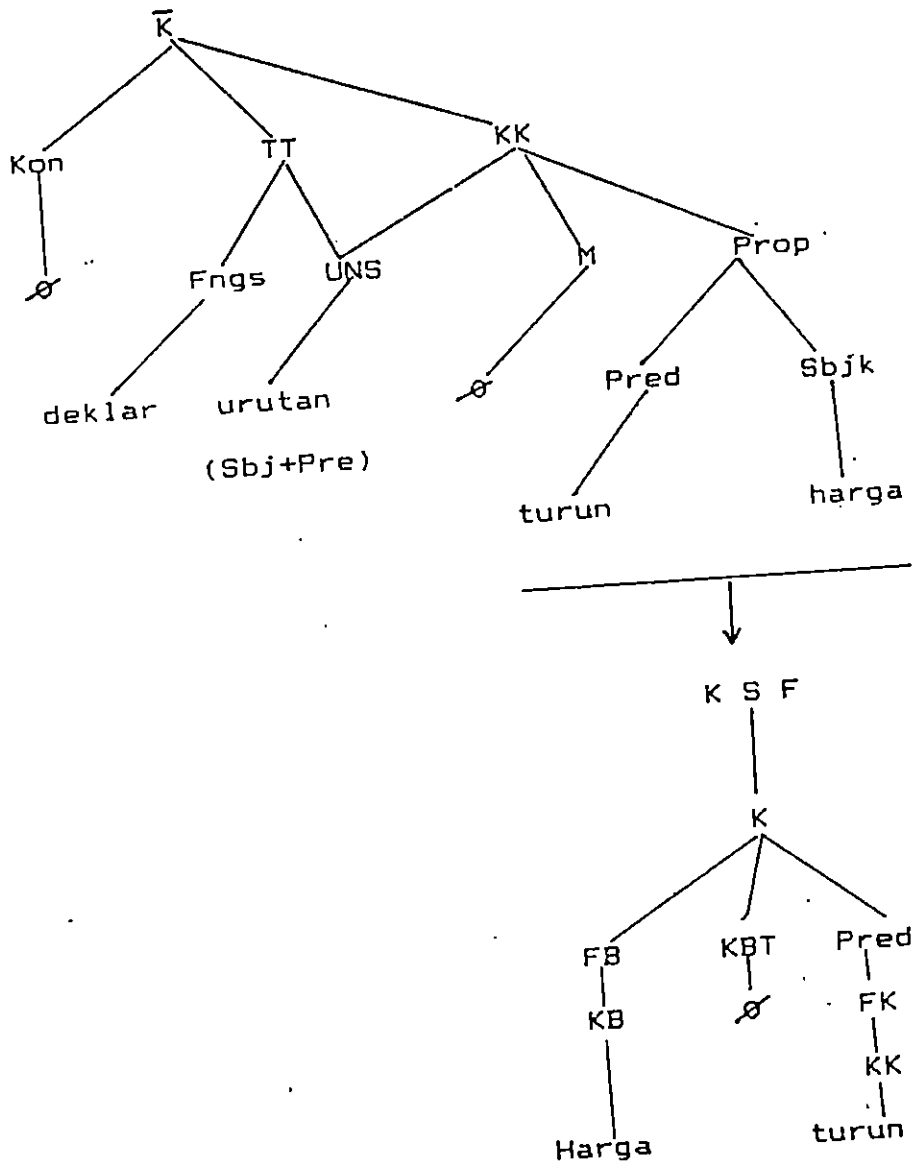 K̄
Kon TT KK
Ø Fngs UNS M Prop
deklar urutan Ø Pred Sbjk
(Sbj+Pre)
turun harga
K S F
K
FB KBT Pred
KB Ø FK
KK
Harga turun